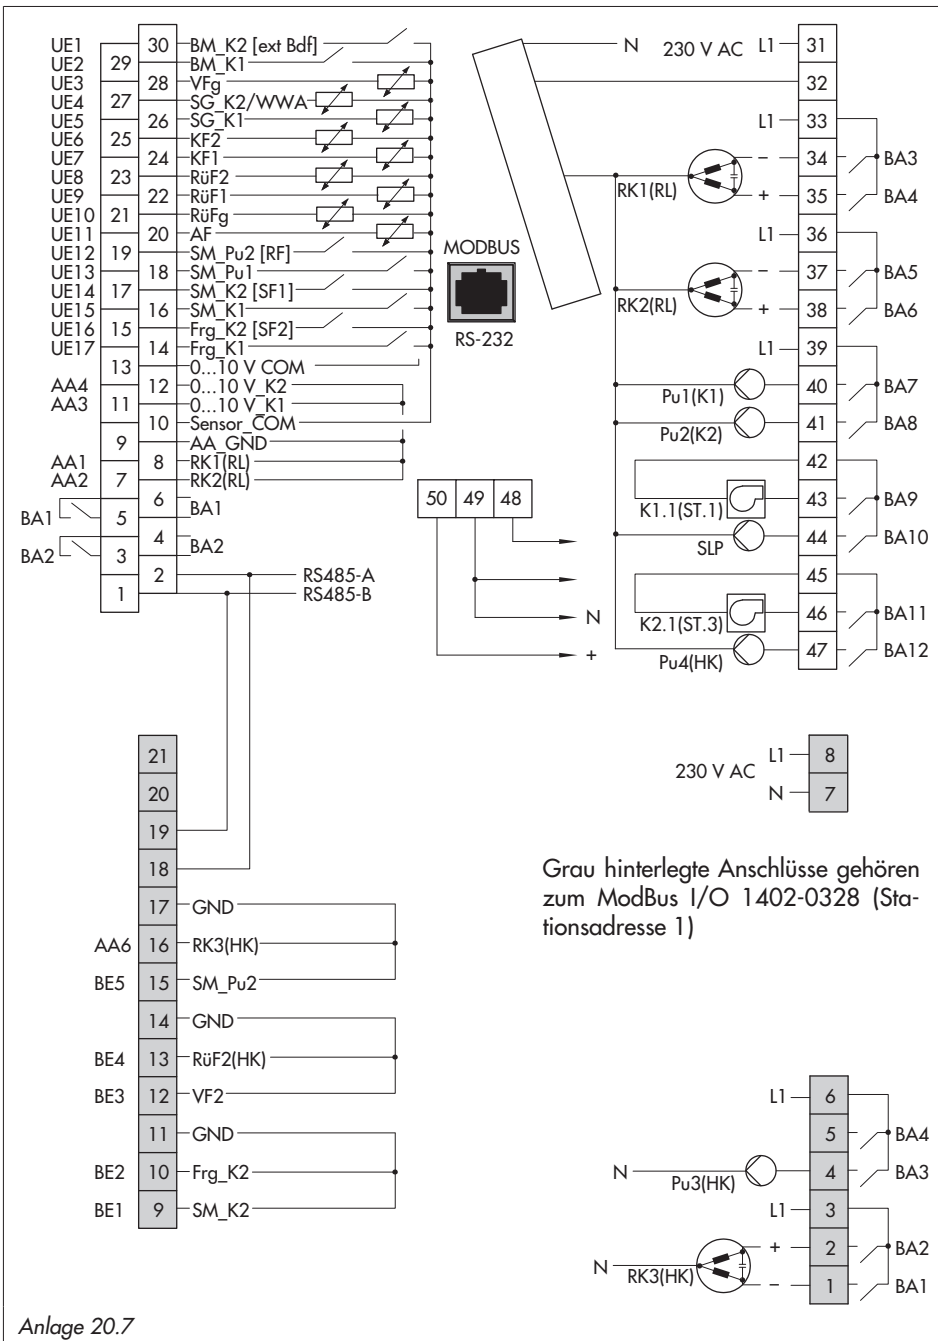 UE1 30 BM_K2 [ext Bdf]
UE2 29 BM_K1
UE3 28 VFg
UE4 27 SG_K2/WWA
UE5 26 SG_K1
UE6 25 KF2
UE7 24 KF1
UE8 23 RüF2
UE9 22 RüF1
UE10 21 RüFg
UE11 20 AF
UE12 19 SM_Pu2 [RF]
UE13 18 SM_Pu1
UE14 17 SM_K2 [SF1]
UE15 16 SM_K1
UE16 15 Frg_K2 [SF2]
UE17 14 Frg_K1
13 0...10 V COM
AA4 12 0...10 V_K2
AA3 11 0...10 V_K1
10 Sensor_COM
9 AA_GND
AA1 8 RK1(RL)
AA2 7 RK2(RL)
6 BA1
BA1 5
4 BA2
BA2 3
2 RS485-A
1 RS485-B
MODBUS
RS-232
N 230 V AC L1 31
32
L1 33
RK1(RL) – 34 BA3
+ 35 BA4
L1 36
RK2(RL) – 37 BA5
+ 38 BA6
L1 39
Pu1(K1) 40 BA7
Pu2(K2) 41 BA8
42
K1.1(ST.1) 43 BA9
SLP 44 BA10
45
K2.1(ST.3) 46 BA11
Pu4(HK) 47 BA12
50 49 48
N
+
21
20
19
18
17 GND
AA6 16 RK3(HK)
BE5 15 SM_Pu2
14 GND
BE4 13 RüF2(HK)
BE3 12 VF2
11 GND
BE2 10 Frg_K2
BE1 9 SM_K2
230 V AC L1 8
N 7
Grau hinterlegte Anschlüsse gehören
zum ModBus I/O 1402-0328 (Sta-
tionsadresse 1)
L1 6
5 BA4
N Pu3(HK) 4 BA3
L1 3
N RK3(HK) + 2 BA2
– 1 BA1
Anlage 20.7